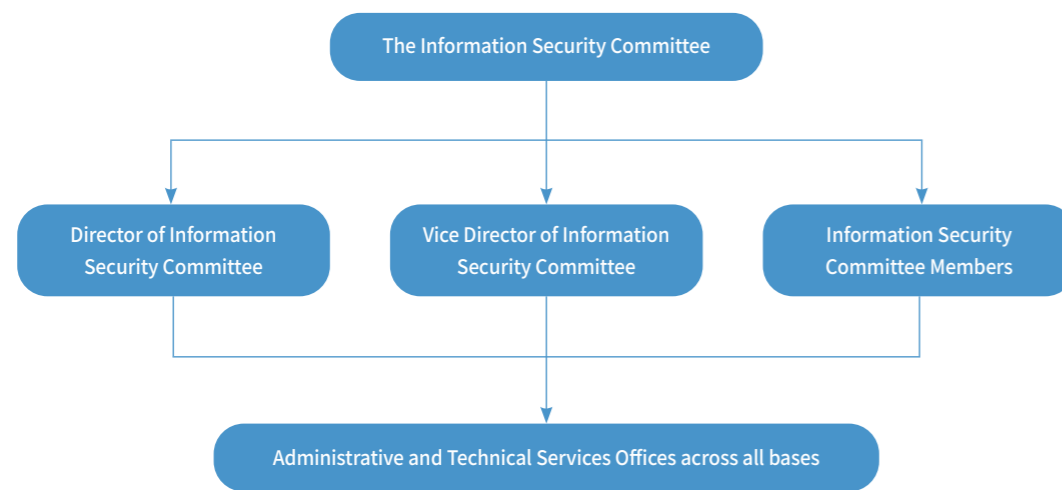 The Information Security Committee
Director of Information
Security Committee
Vice Director of Information
Security Committee
Information Security
Committee Members
Administrative and Technical Services Offices across all bases